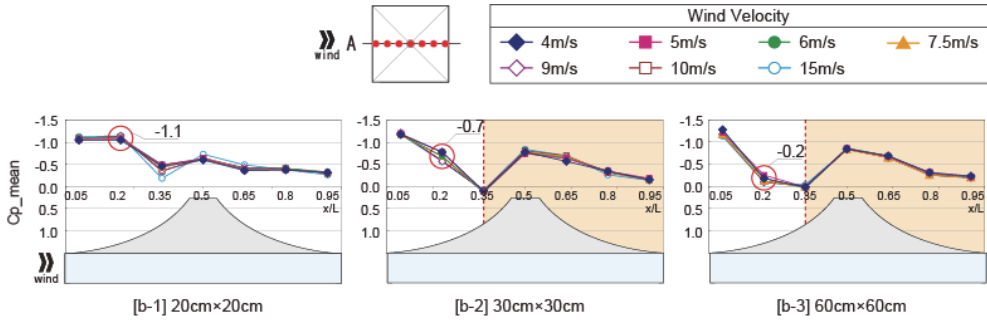 Wind Velocity
wind A
4m/s 5m/s 6m/s 7.5m/s
9m/s 10m/s 15m/s
Cp_mean
-1.5
-1.0
-0.5
0.0
0.5
1.0
-1.1
0.05 0.2 0.35 0.5 0.65 0.8 0.95
x/L
-1.5
-1.0
-0.5
0.0
0.5
1.0
-0.7
0.05 0.2 0.35 0.5 0.65 0.8 0.95
x/L
-1.5
-1.0
-0.5
0.0
0.5
1.0
-0.2
0.05 0.2 0.35 0.5 0.65 0.8 0.95
x/L
wind
[b-1] 20cm×20cm
[b-2] 30cm×30cm
[b-3] 60cm×60cm